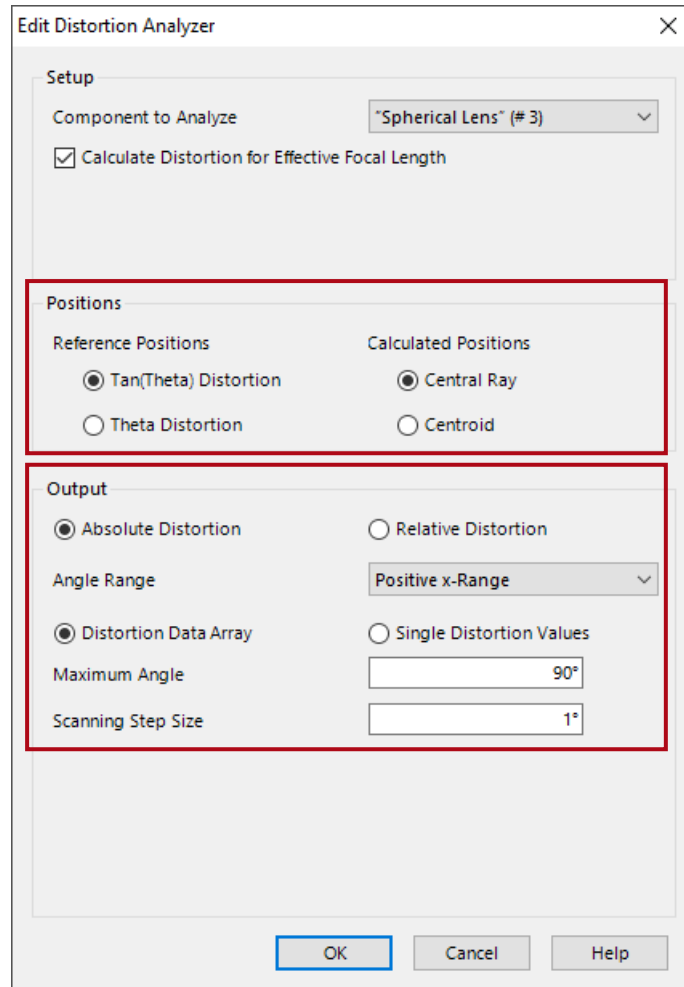 Edit Distortion Analyzer
Setup
Component to Analyze "Spherical Lens" (# 3)
Calculate Distortion for Effective Focal Length
Positions
Reference Positions Calculated Positions
Tan(Theta) Distortion Central Ray
Theta Distortion Centroid
Output
Absolute Distortion Relative Distortion
Angle Range Positive x-Range
Distortion Data Array Single Distortion Values
Maximum Angle 90°
Scanning Step Size 1°
OK Cancel Help